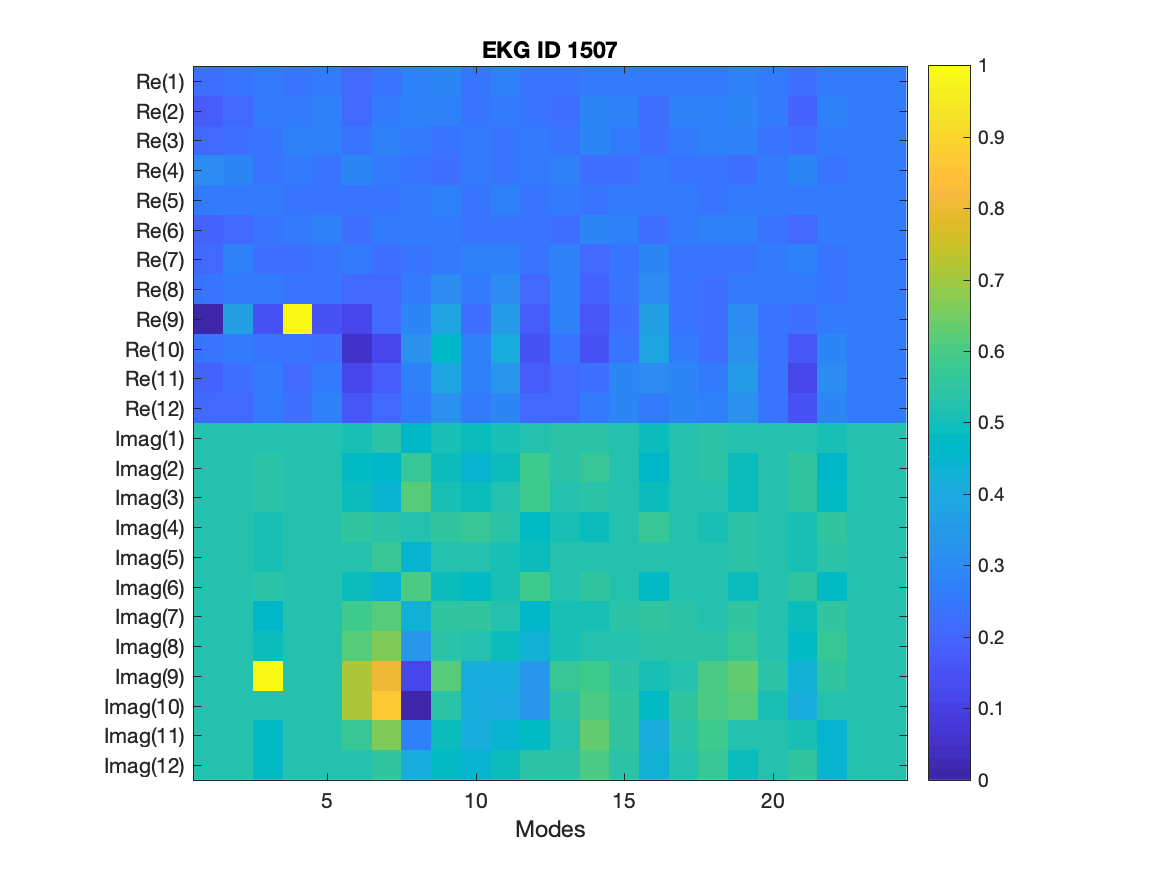 EKG ID 1507
Re(1)
Re(2)
Re(3)
Re(4)
Re(5)
Re(6)
Re(7)
Re(8)
Re(9)
Re(10)
Re(11)
Re(12)
Imag(1)
Imag(2)
Imag(3)
Imag(4)
Imag(5)
Imag(6)
Imag(7)
Imag(8)
Imag(9)
Imag(10)
Imag(11)
Imag(12)
5 10 15 20
Modes
1
0.9
0.8
0.7
0.6
0.5
0.4
0.3
0.2
0.1
0